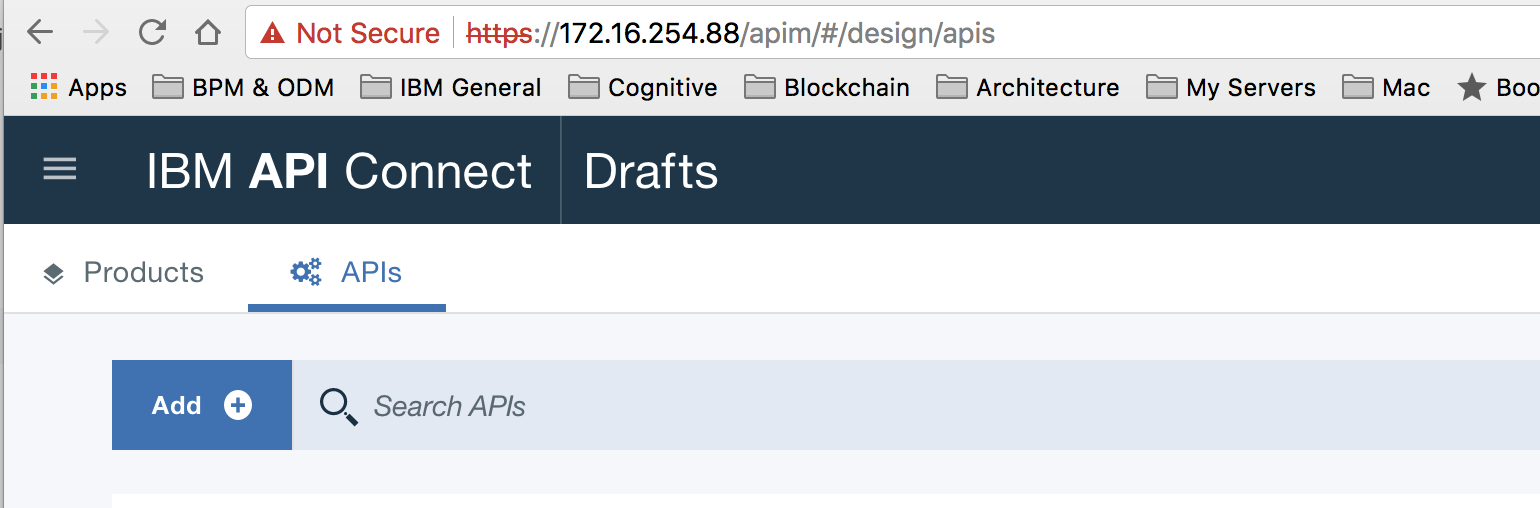 Not Secure https://172.16.254.88/apim/#/design/apis
Apps BPM & ODM IBM General Cognitive Blockchain Architecture My Servers Mac Boo
IBM API Connect Drafts
Products APIs
Add Search APIs